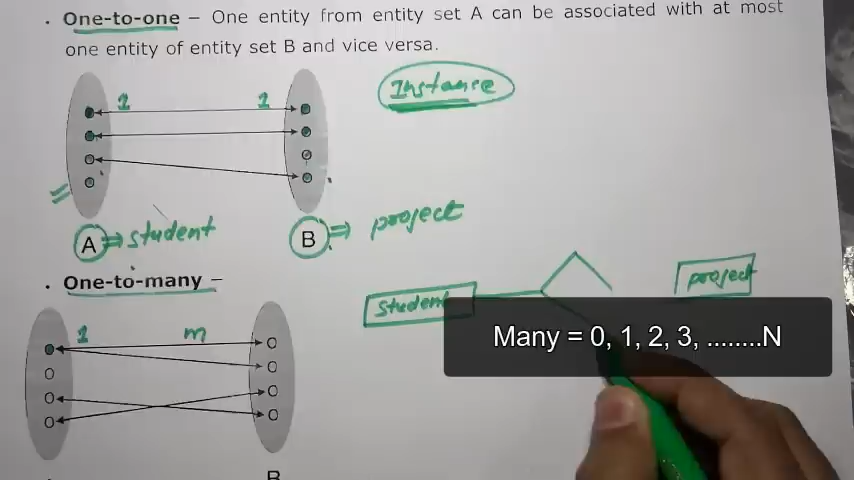 . One-to-one – One entity from entity set A can be associated with at most
one entity of entity set B and vice versa.
1 1
Instance
A ⇒ student
B ⇒ project
. One-to-many –
student
project
1 m
Many = 0, 1, 2, 3, ........N
B